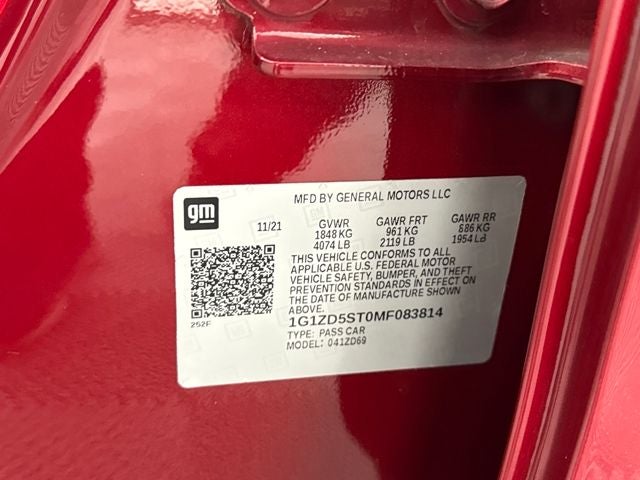 MFD BY GENERAL MOTORS LLC
gm
11/21 GVWR GAWR FRT GAWR RR
1848 KG 961 KG 886 KG
4074 LB 2119 LB 1954 LB
THIS VEHICLE CONFORMS TO ALL
APPLICABLE U.S. FEDERAL MOTOR
VEHICLE SAFETY, BUMPER, AND THEFT
PREVENTION STANDARDS IN EFFECT ON
THE DATE OF MANUFACTURE SHOWN
ABOVE.
252F 1G1ZD5ST0MF083814
TYPE: PASS CAR
MODEL: 041ZD69